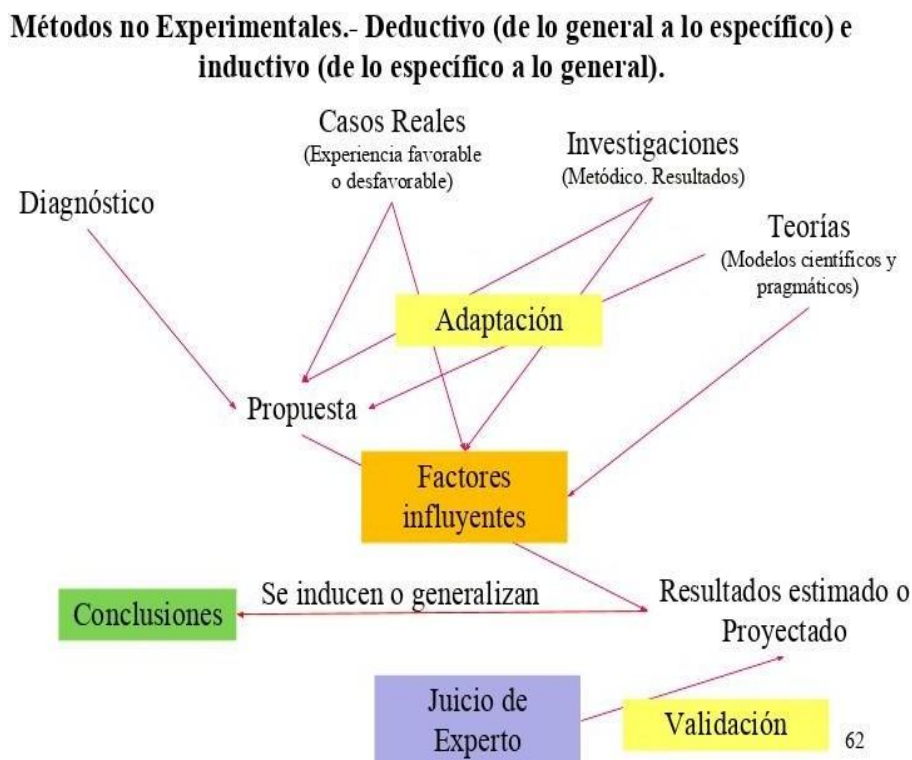 Métodos no Experimentales.- Deductivo (de lo general a lo específico) e
inductivo (de lo específico a lo general).
Casos Reales
(Experiencia favorable
o desfavorable)
Investigaciones
(Metódico. Resultados)
Diagnóstico
Teorías
(Modelos científicos y
pragmáticos)
Adaptación
Propuesta
Factores
influyentes
Se inducen o generalizan
Conclusiones
Resultados estimado o
Proyectado
Juicio de
Experto
Validación
62